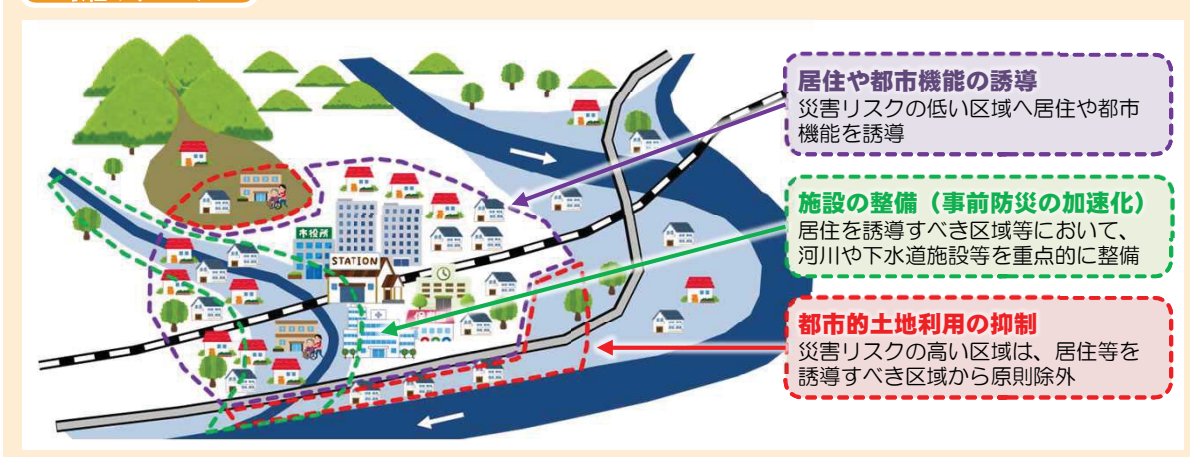 居住や都市機能の誘導
災害リスクの低い区域へ居住や都市
機能を誘導
施設の整備（事前防災の加速化）
居住を誘導すべき区域等において、
河川や下水道施設等を重点的に整備
都市的土地利用の抑制
災害リスクの高い区域は、居住等を
誘導すべき区域から原則除外
市役所
STATION